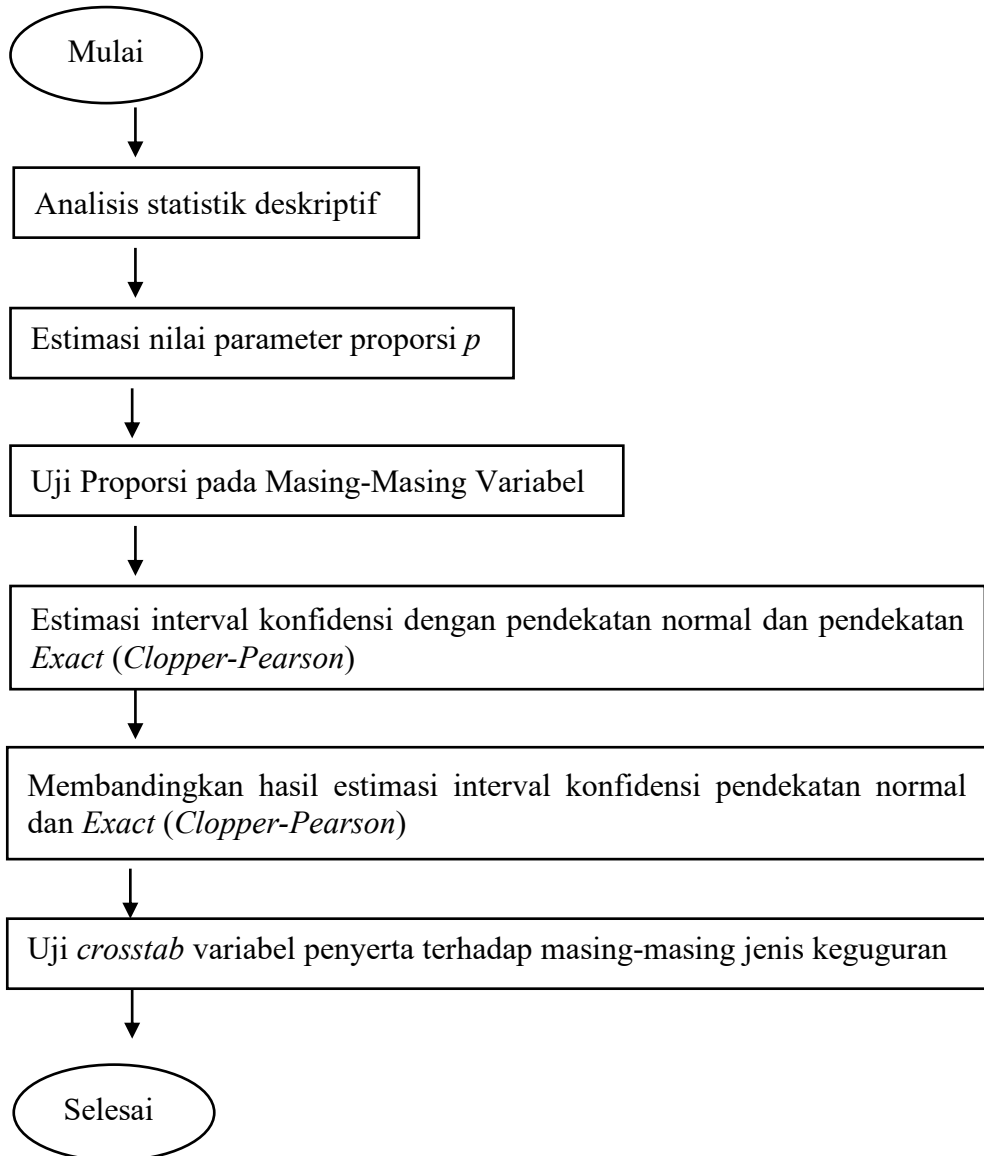 Mulai
Analisis statistik deskriptif
Estimasi nilai parameter proporsi p
Uji Proporsi pada Masing-Masing Variabel
Estimasi interval konfidensi dengan pendekatan normal dan pendekatan
Exact (Clopper-Pearson)
Membandingkan hasil estimasi interval konfidensi pendekatan normal
dan Exact (Clopper-Pearson)
Uji crosstab variabel penyerta terhadap masing-masing jenis keguguran
Selesai